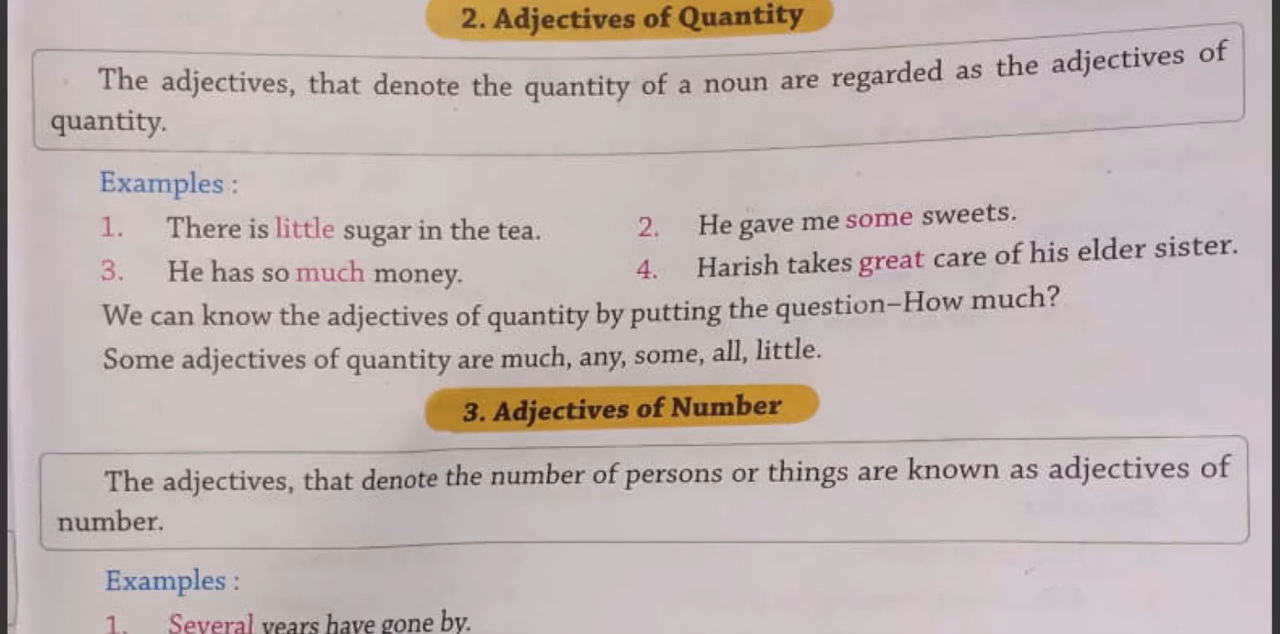 2. Adjectives of Quantity
The adjectives, that denote the quantity of a noun are regarded as the adjectives of
quantity.
Examples :
1. There is little sugar in the tea.
2. He gave me some sweets.
3. He has so much money.
4. Harish takes great care of his elder sister.
We can know the adjectives of quantity by putting the question–How much?
Some adjectives of quantity are much, any, some, all, little.
3. Adjectives of Number
The adjectives, that denote the number of persons or things are known as adjectives of
number.
Examples :
1. Several years have gone by.